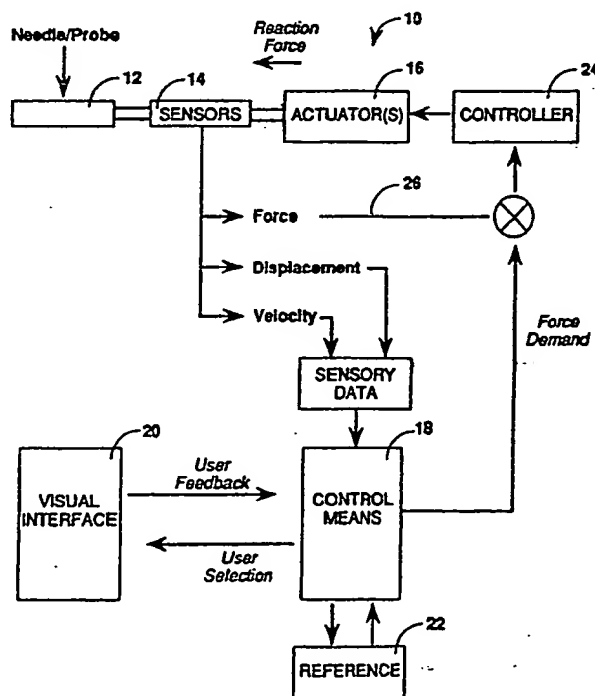 Needle/Probe
Reaction
Force
10
12
14
16
24
SENSORS
ACTUATOR(S)
CONTROLLER
26
Force
Displacement
Velocity
Force
Demand
SENSORY
DATA
20
18
User
Feedback
VISUAL
INTERFACE
CONTROL
MEANS
User
Selection
22
REFERENCE